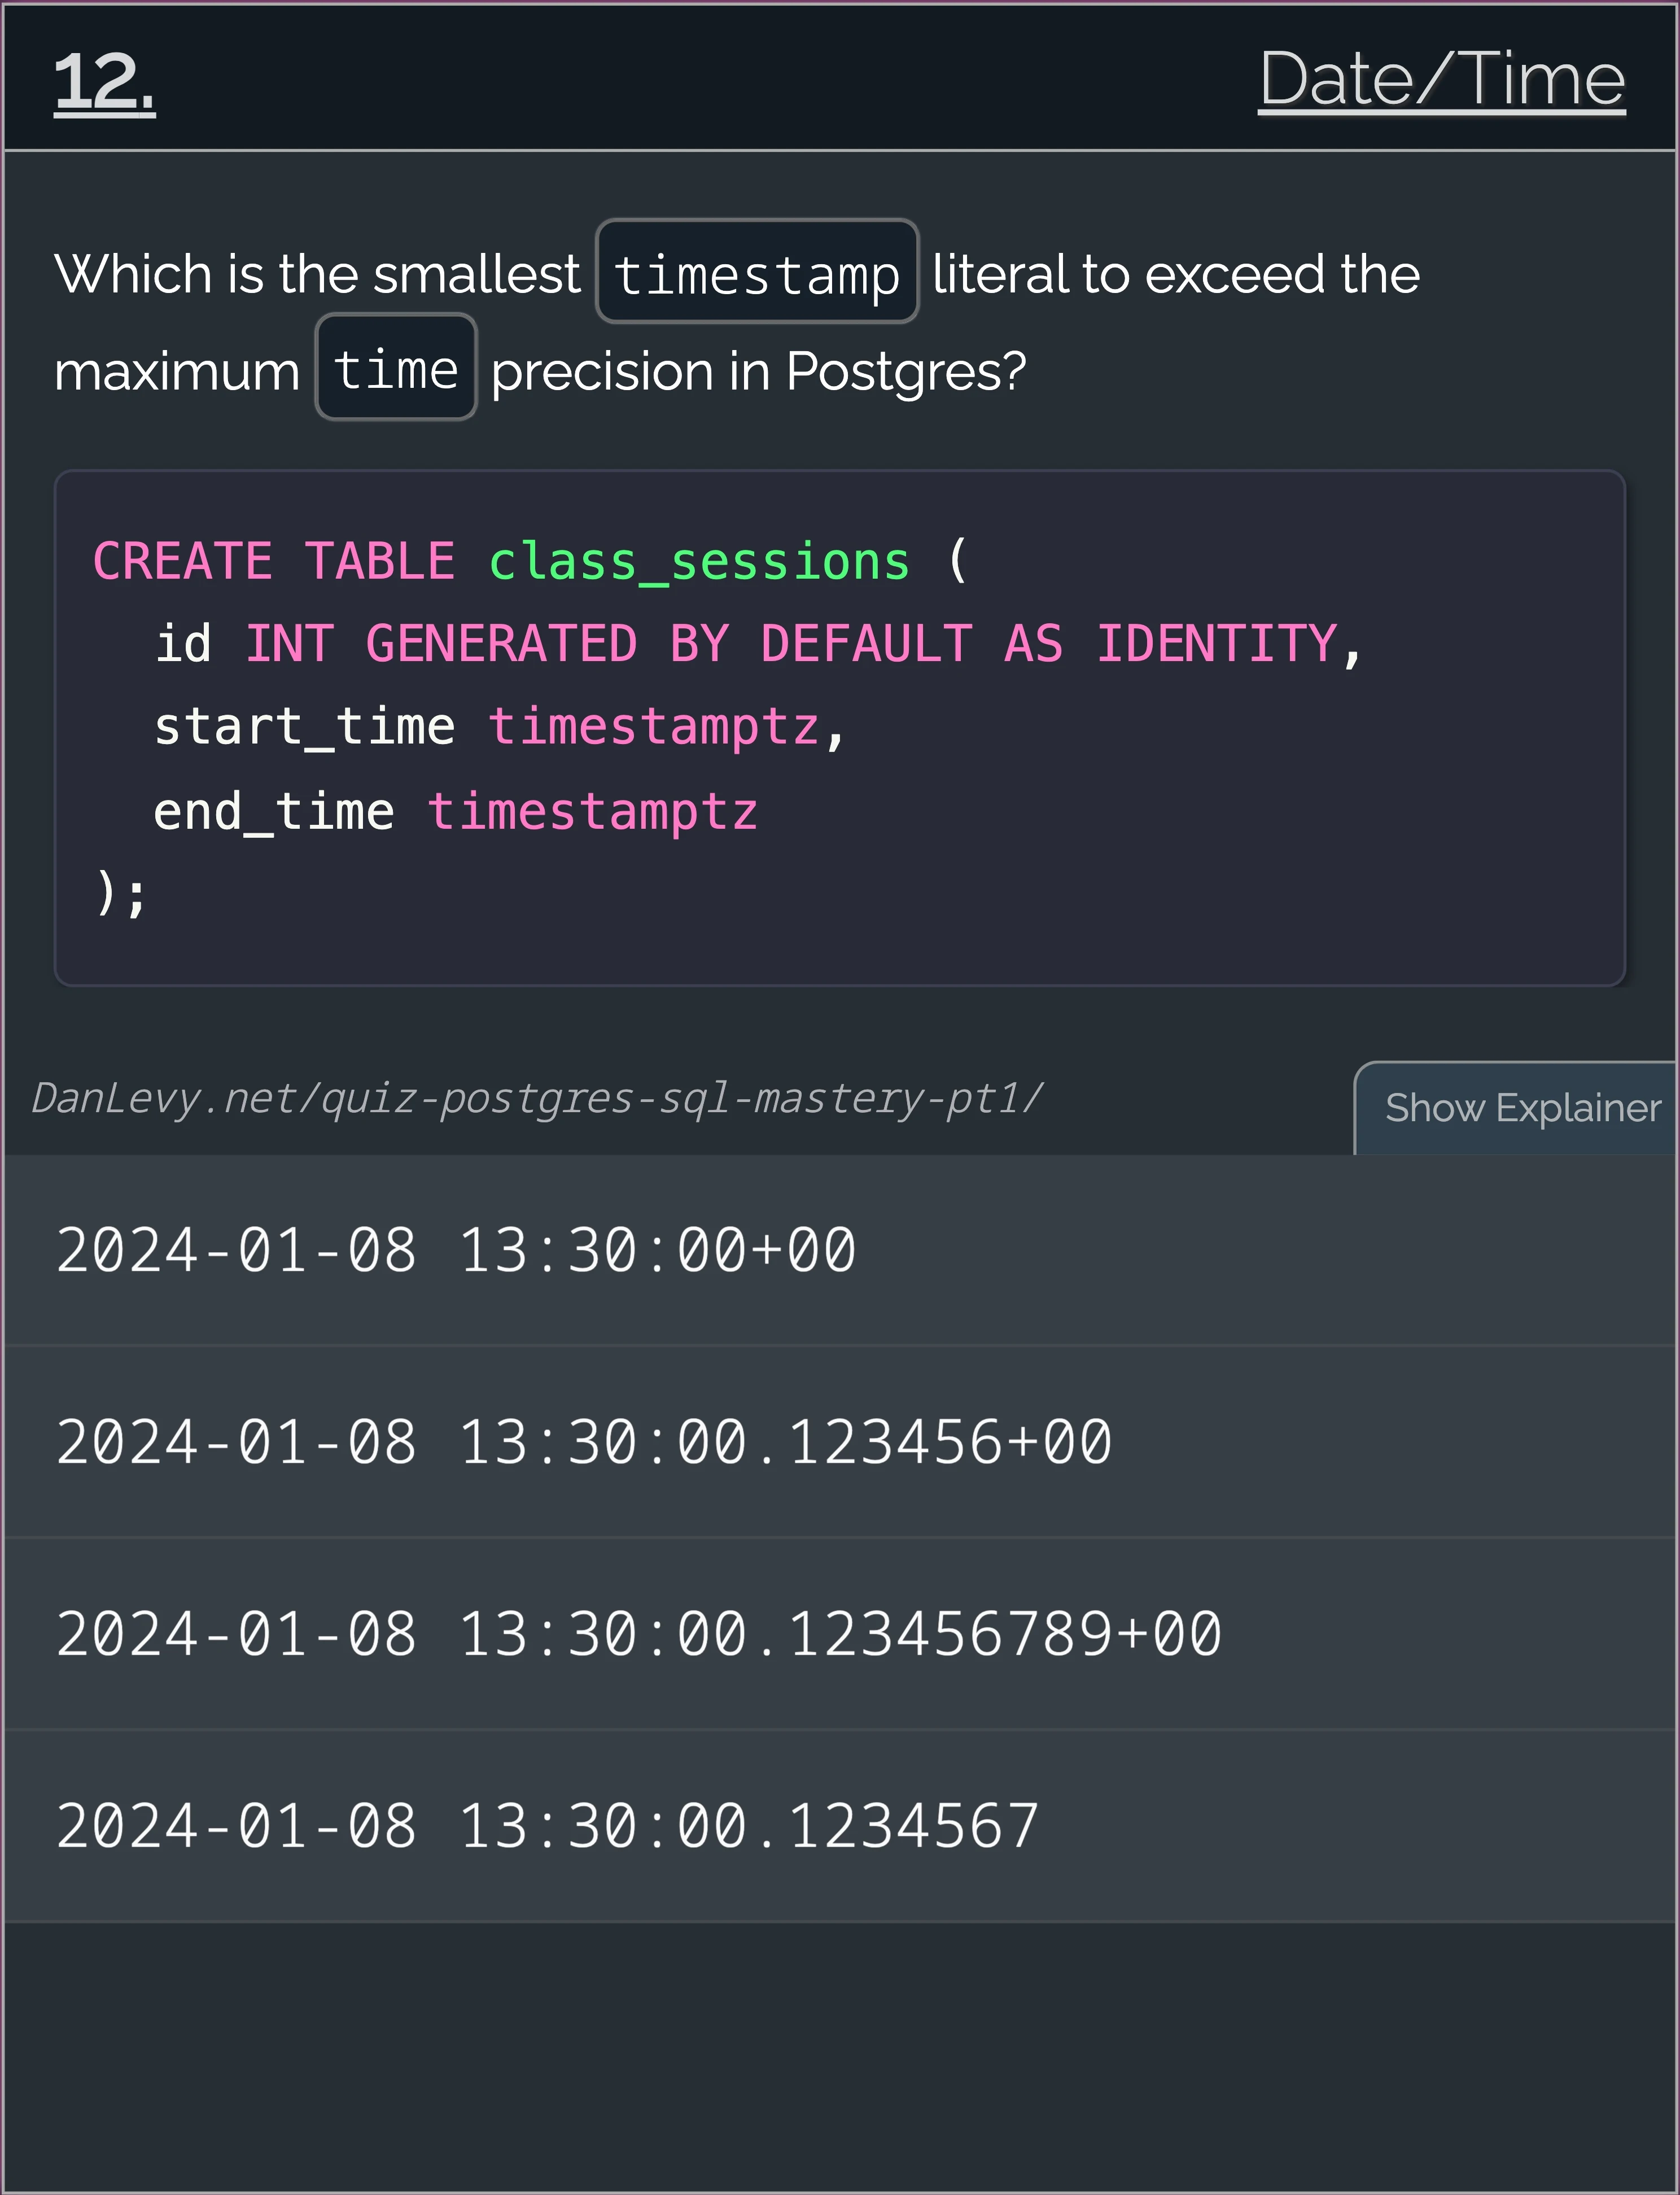 12.
Date/Time
Which is the smallest timestamp literal to exceed the
maximum time precision in Postgres?
CREATE TABLE class_sessions (
  id INT GENERATED BY DEFAULT AS IDENTITY,
  start_time timestamptz,
  end_time timestamptz
);
DanLevy.net/quiz-postgres-sql-mastery-pt1/
Show Explainer
2024-01-08 13:30:00+00
2024-01-08 13:30:00.123456+00
2024-01-08 13:30:00.123456789+00
2024-01-08 13:30:00.1234567